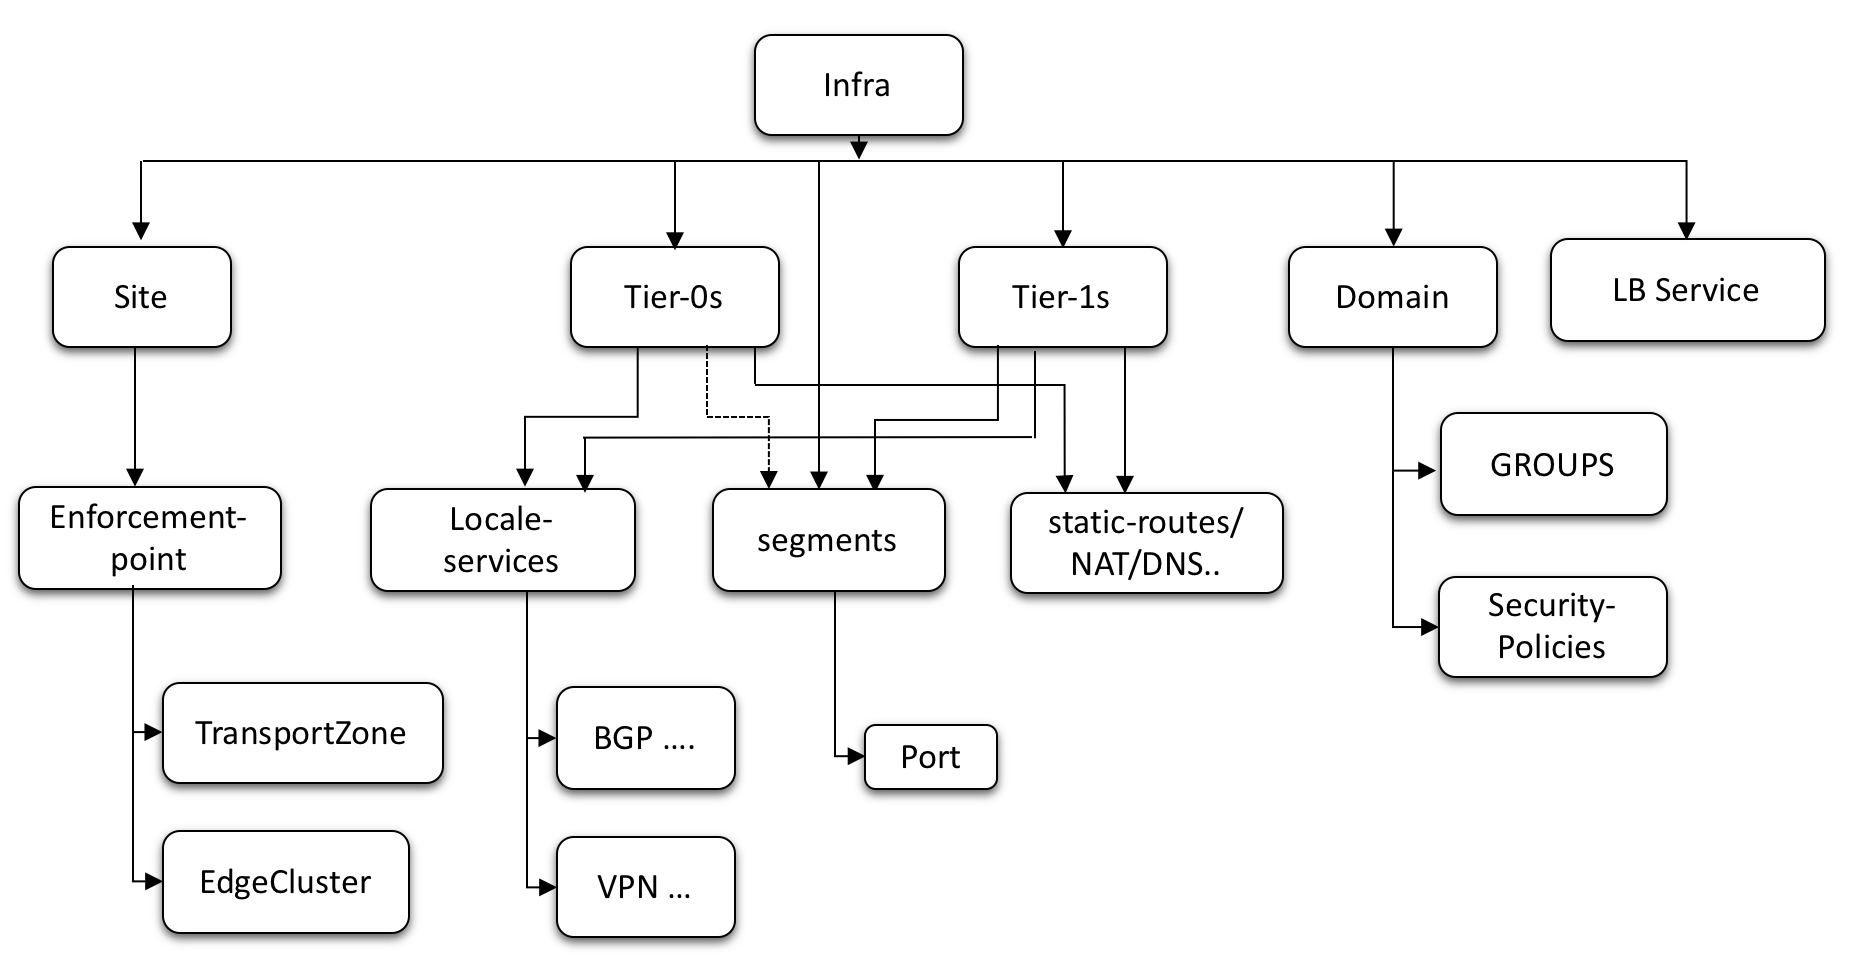 Infra
Site
Tier-0s
Tier-1s
Domain
LB Service
Enforcement-
point
Locale-
services
segments
static-routes/
NAT/DNS..
GROUPS
Security-
Policies
TransportZone
BGP ....
Port
EdgeCluster
VPN ...